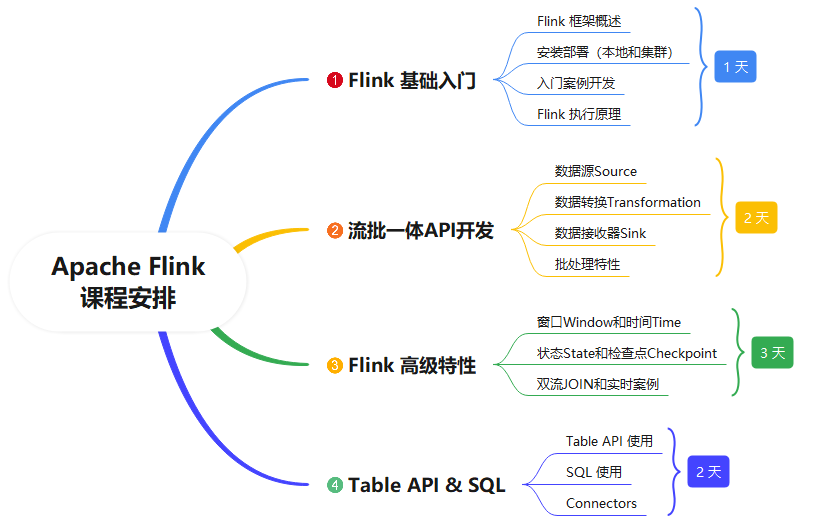 Apache Flink
课程安排
1 Flink 基础入门
Flink 框架概述
安装部署（本地和集群）
入门案例开发
Flink 执行原理
1 天
2 流批一体API开发
数据源Source
数据转换Transformation
数据接收器Sink
批处理特性
2 天
3 Flink 高级特性
窗口Window和时间Time
状态State和检查点Checkpoint
双流JOIN和实时案例
3 天
4 Table API & SQL
Table API 使用
SQL 使用
Connectors
2 天